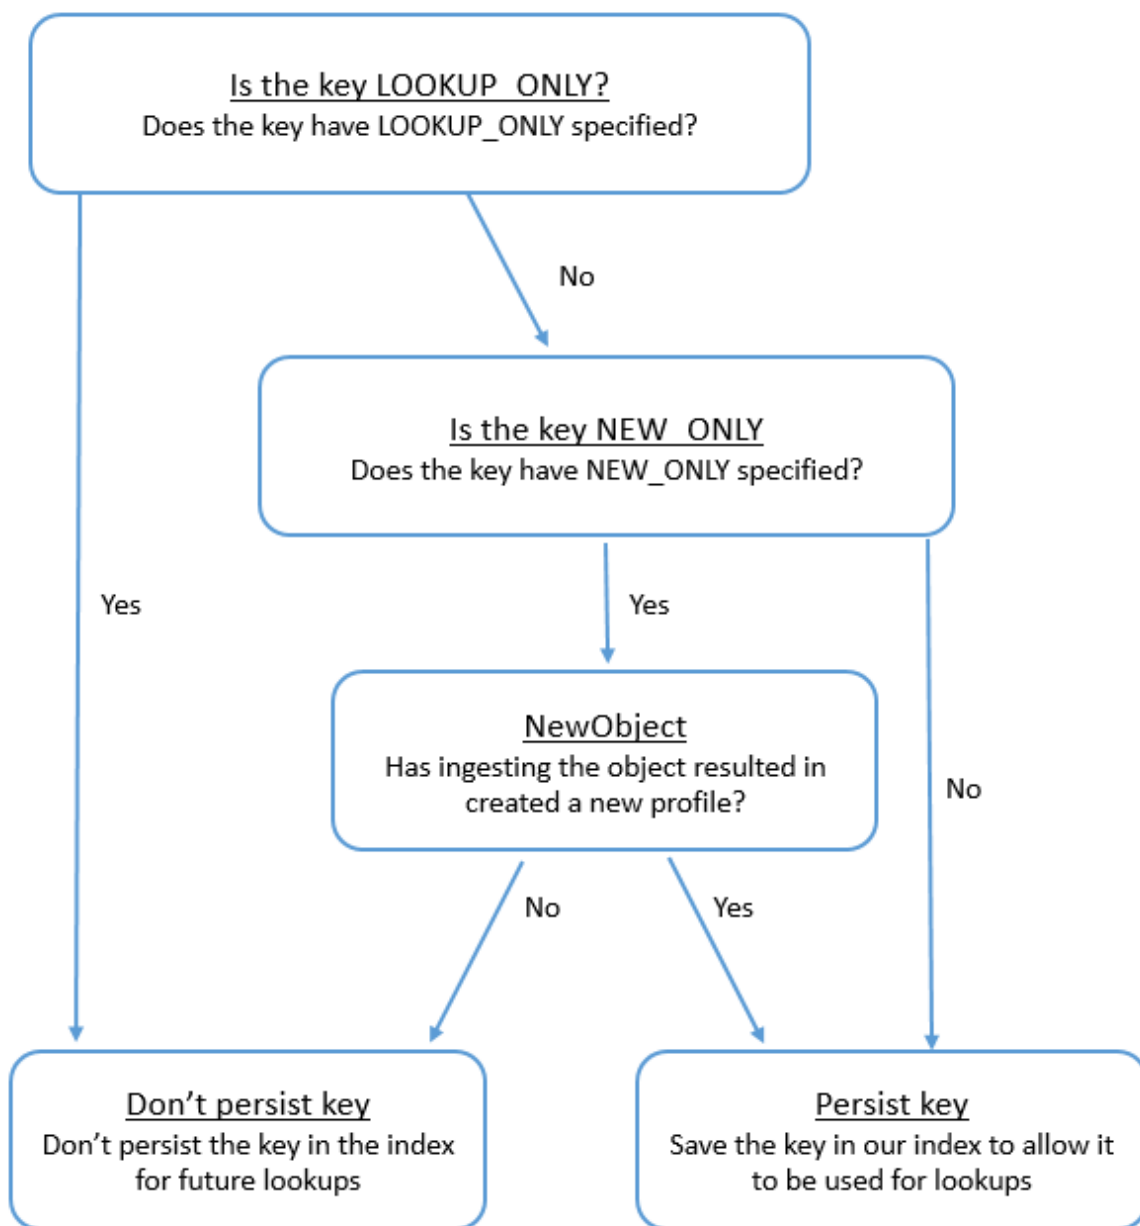 Is the key LOOKUP_ONLY?
Does the key have LOOKUP_ONLY specified?
No
Is the key NEW_ONLY
Does the key have NEW_ONLY specified?
Yes
Yes
NewObject
Has ingesting the object resulted in
created a new profile?
No
No
Yes
Don’t persist key
Don’t persist the key in the index
for future lookups
Persist key
Save the key in our index to allow it
to be used for lookups